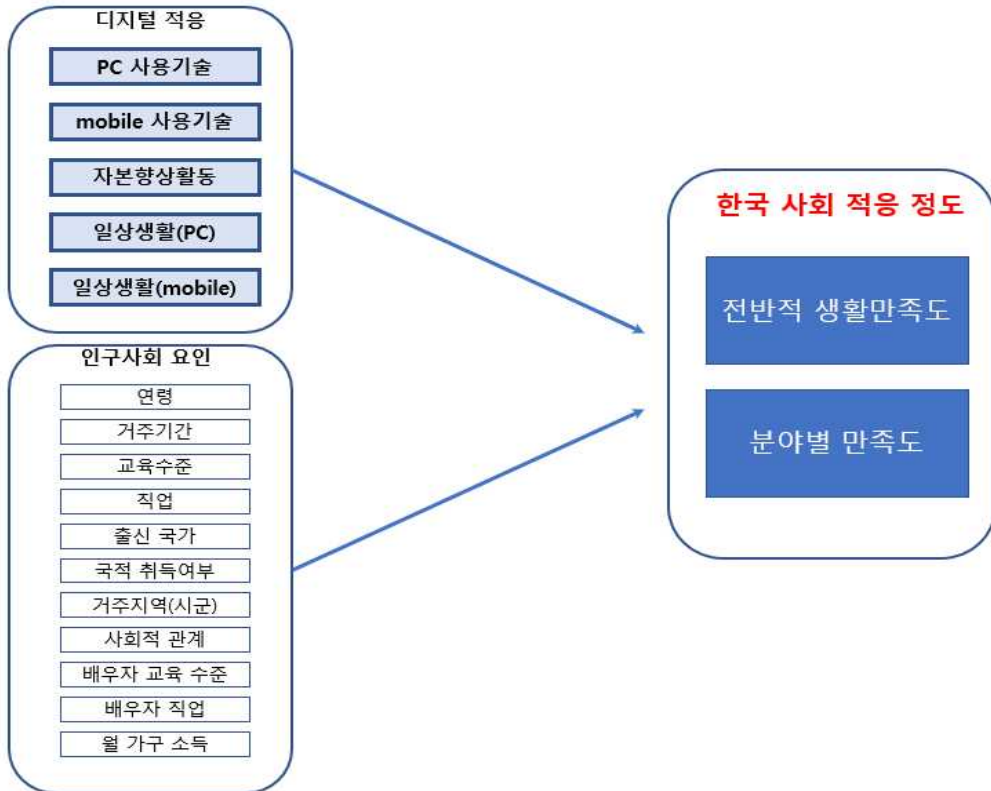 디지털 적응
PC 사용기술
mobile 사용기술
자본향상활동
일상생활(PC)
일상생활(mobile)
인구사회 요인
연령
거주기간
교육수준
직업
출신 국가
국적 취득여부
거주지역(시군)
사회적 관계
배우자 교육 수준
배우자 직업
월 가구 소득
한국 사회 적응 정도
전반적 생활만족도
분야별 만족도